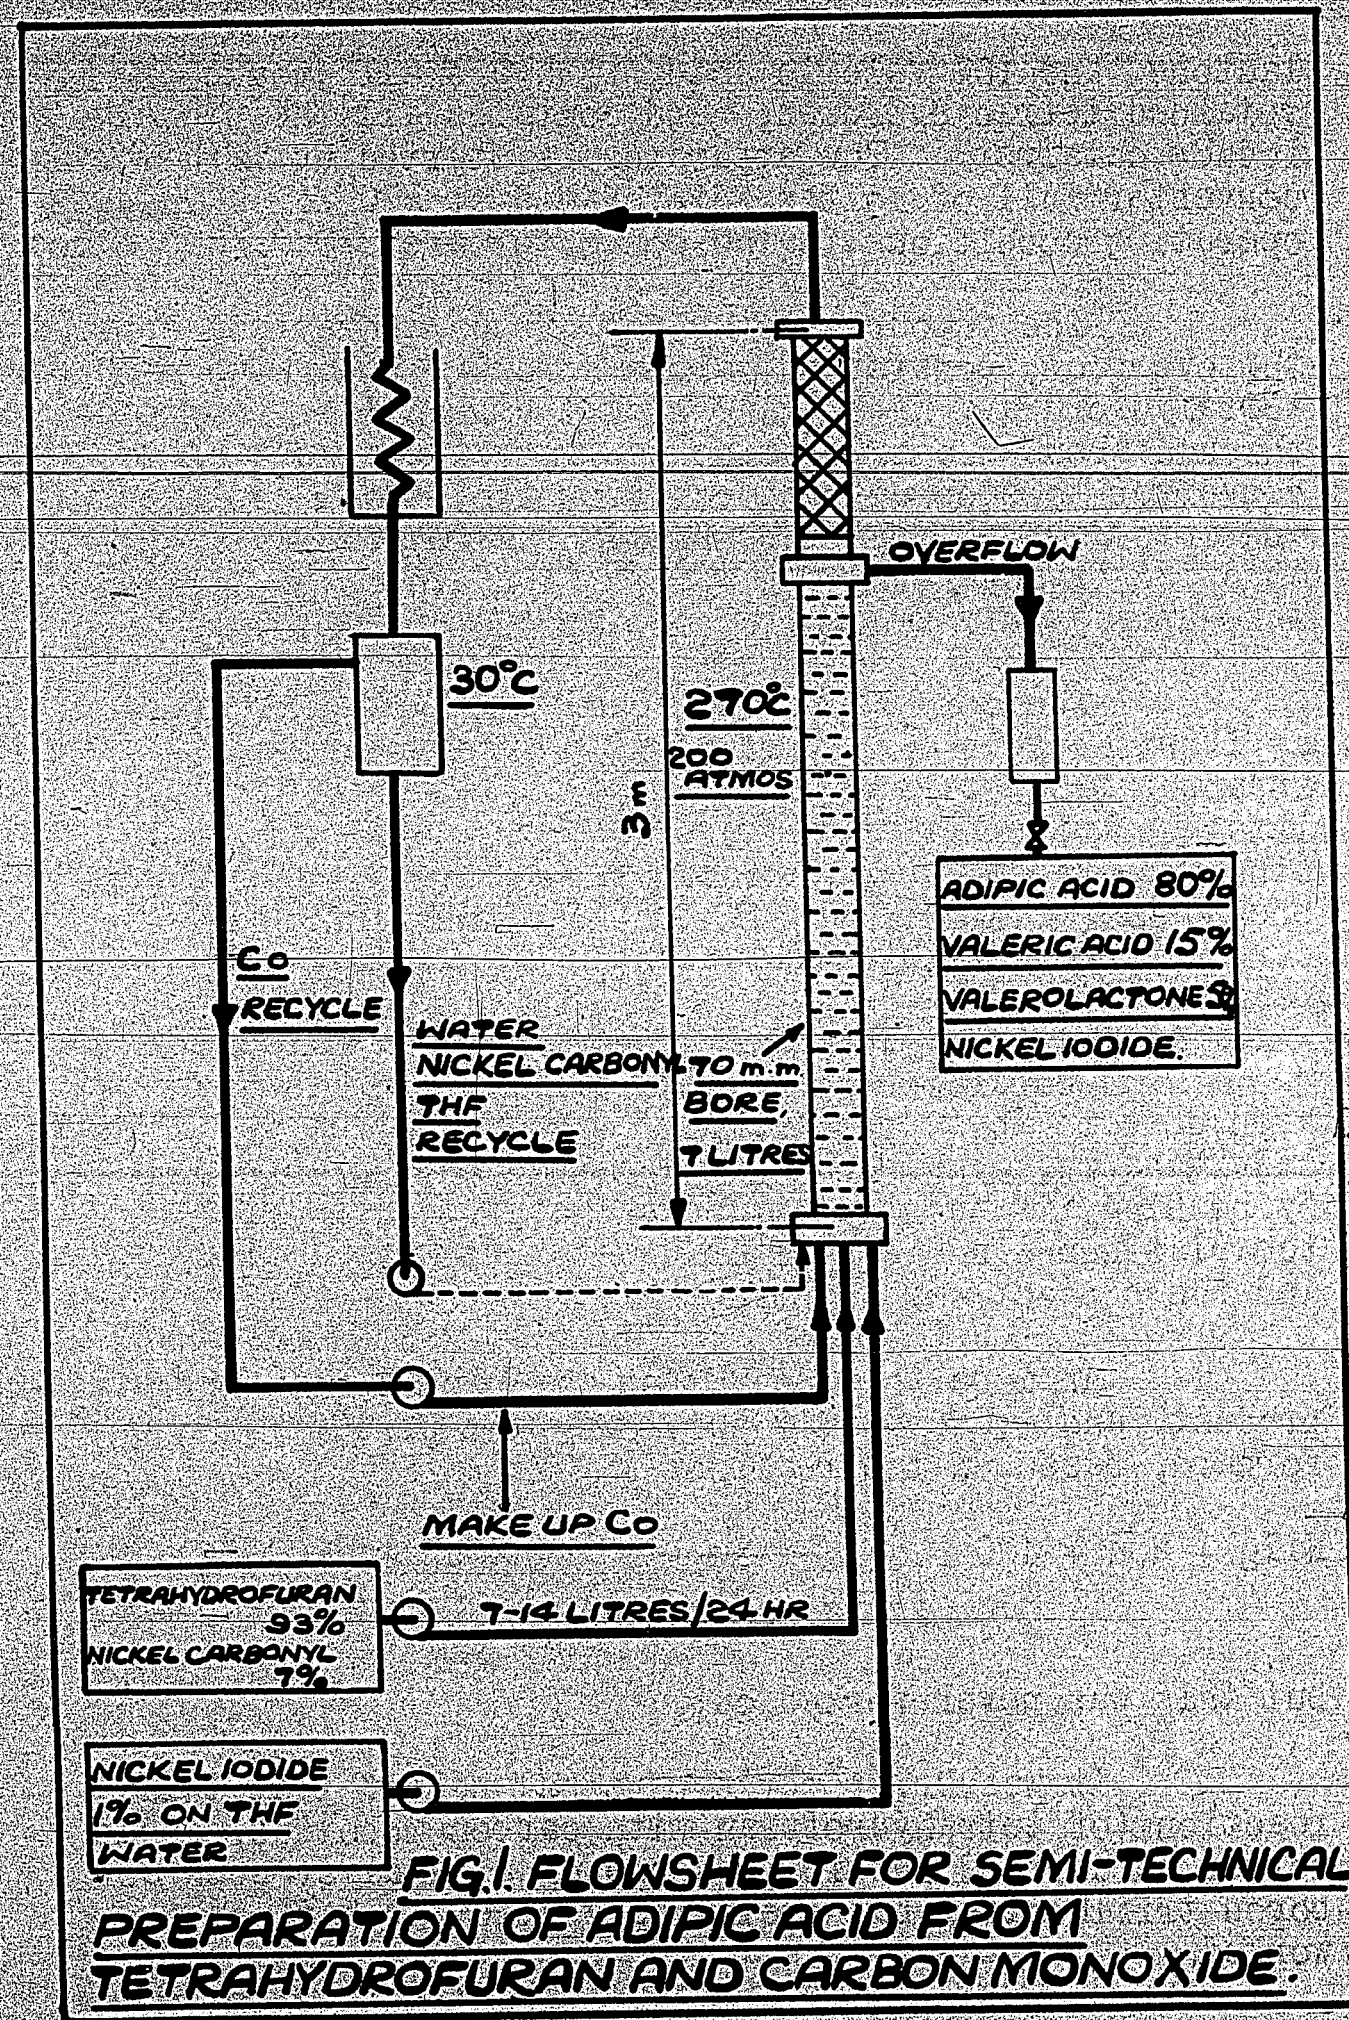 OVERFLOW
30°C
270°C
200
ATMOS
3m
ADIPIC ACID 80%
VALERIC ACID 15%
VALEROLACTONE
NICKEL IODIDE.
Co
RECYCLE
WATER
NICKEL CARBONYL
THF
RECYCLE
70 m.m
BORE,
7 LITRES
MAKE UP Co
TETRAHYDROFURAN
93%
NICKEL CARBONYL
7%
7-14 LITRES/24 HR
NICKEL IODIDE
1% ON THF
WATER
FIG.1. FLOWSHEET FOR SEMI-TECHNICAL
PREPARATION OF ADIPIC ACID FROM
TETRAHYDROFURAN AND CARBON MONOXIDE.